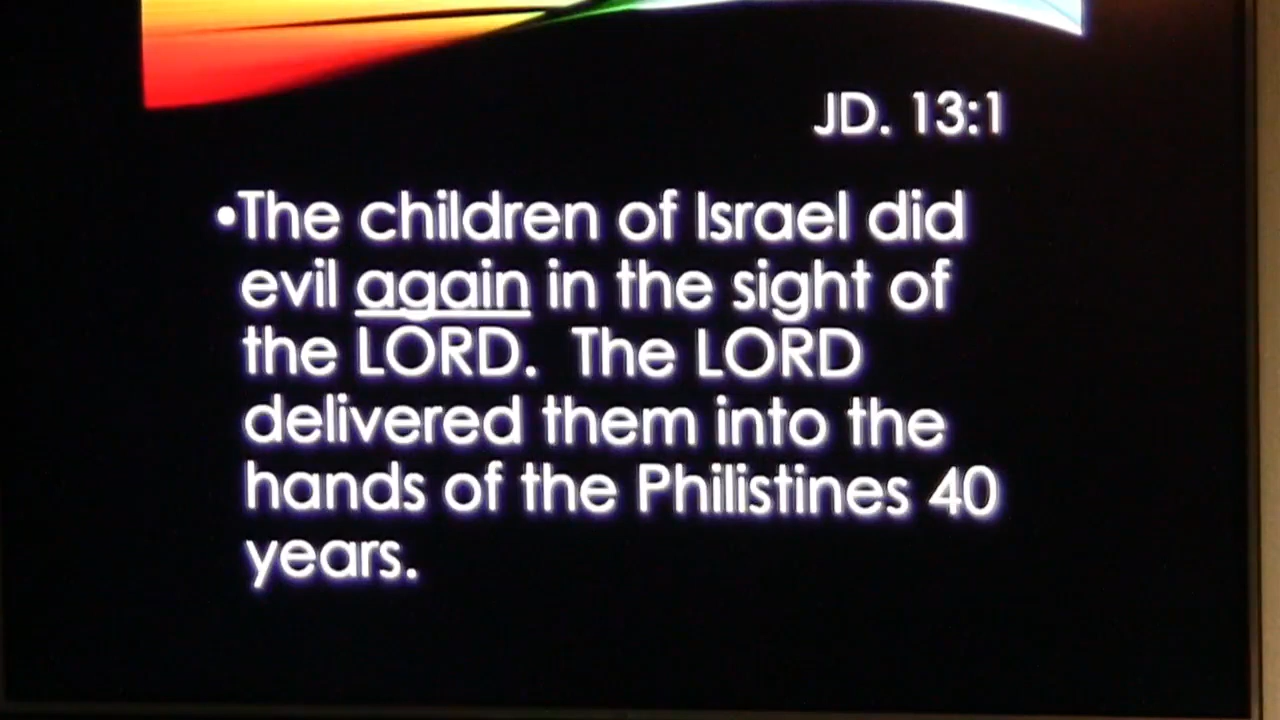 JD. 13:1
•The children of Israel did
evil again in the sight of
the LORD.  The LORD
delivered them into the
hands of the Philistines 40
years.